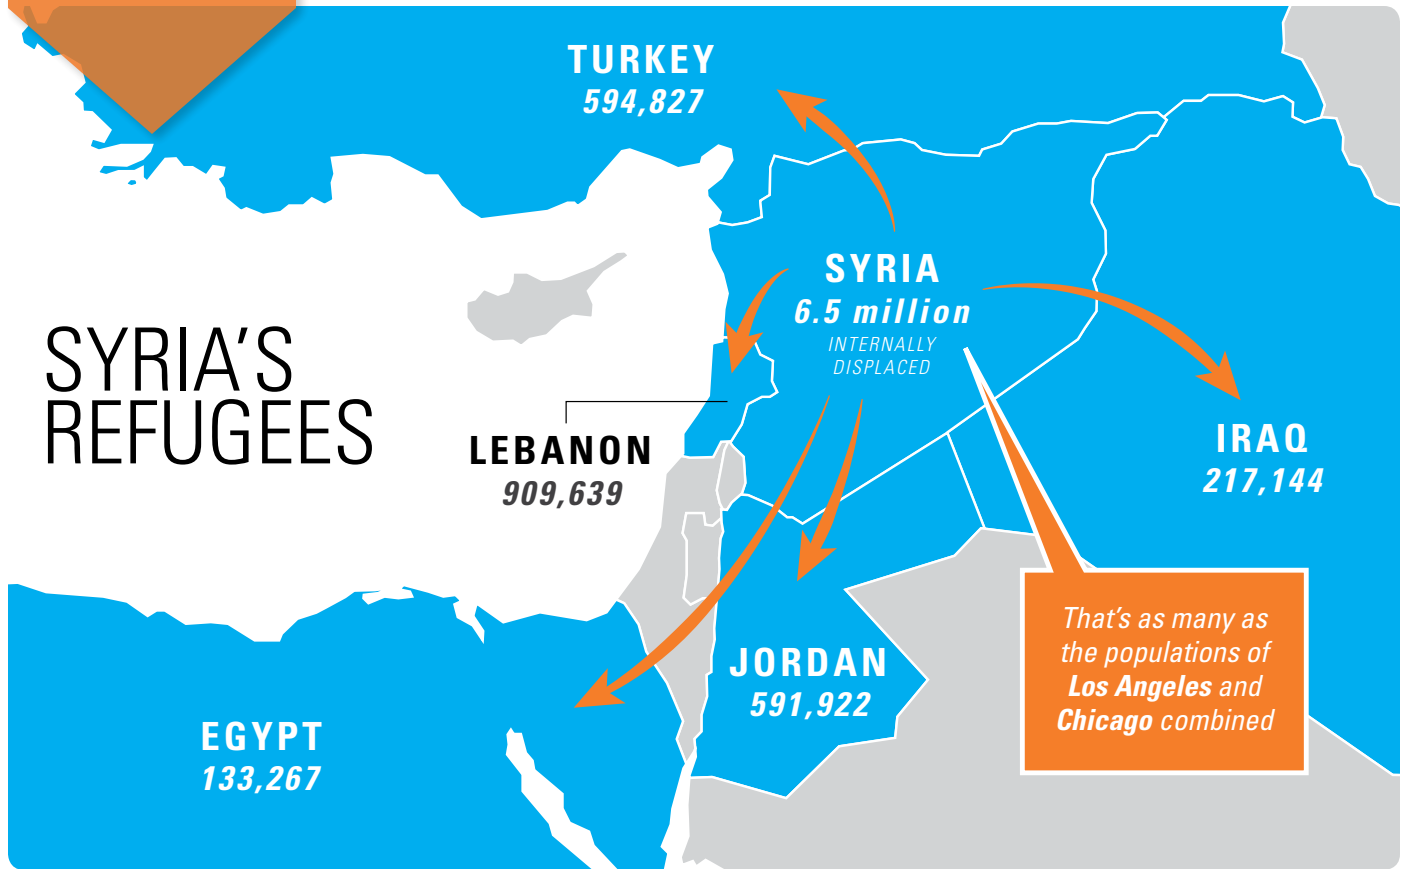 TURKEY
594,827
SYRIA
6.5 million
INTERNALLY
DISPLACED
SYRIA'S
REFUGEES
LEBANON
909,639
IRAQ
217,144
That's as many as
the populations of
Los Angeles and
Chicago combined
JORDAN
591,922
EGYPT
133,267